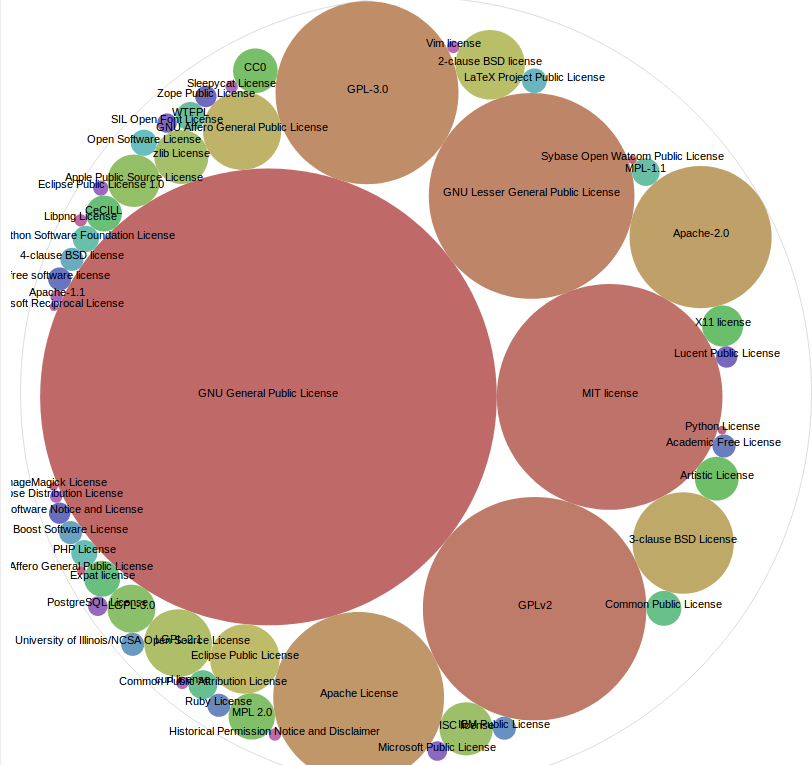 Vim license
2-clause BSD license
CC0
LaTeX Project Public License
Sleepycat License
GPL-3.0
Zope Public License
WTFPL
SIL Open Font License
GNU Affero General Public License
Open Software License
zlib License
Sybase Open Watcom Public License
MPL-1.1
Apple Public Source License
Eclipse Public License 1.0
GNU Lesser General Public License
CeCILL
Libpng License
thon Software Foundation License
Apache-2.0
4-clause BSD license
free software license
Apache-1.1
soft Reciprocal License
X11 license
Lucent Public License
GNU General Public License
MIT license
Python License
Academic Free License
Artistic License
nageMagick License
ose Distribution License
oftware Notice and License
Boost Software License
3-clause BSD License
PHP License
Affero General Public License
Expat license
PostgreSQL License
LGPL-3.0
GPLv2
Common Public License
University of Illinois/NCSA Open Source License
LGPL-2.1
Eclipse Public License
Common Public Attribution License
curl license
Apache License
Ruby License
MPL 2.0
ISC license
IBM Public License
Historical Permission Notice and Disclaimer
Microsoft Public License